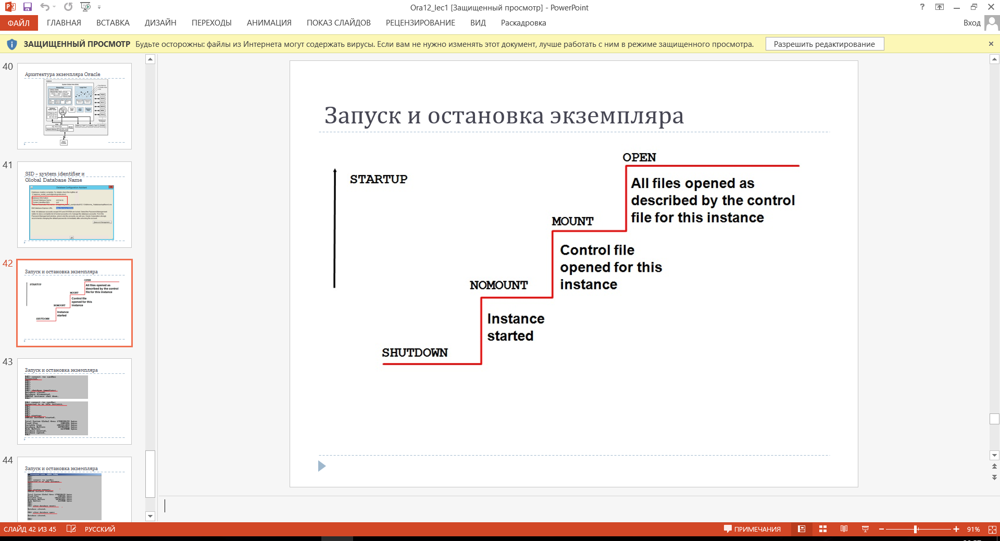 Ora12_lec1 [Защищенный просмотр] - PowerPoint
ФАЙЛ ГЛАВНАЯ ВСТАВКА ДИЗАЙН ПЕРЕХОДЫ АНИМАЦИЯ ПОКАЗ СЛАЙДОВ РЕЦЕНЗИРОВАНИЕ ВИД Раскадровка Вход
ЗАЩИЩЕННЫЙ ПРОСМОТР Будьте осторожны: файлы из Интернета могут содержать вирусы. Если вам не нужно изменять этот документ, лучше работать с ним в режиме защищенного просмотра. Разрешить редактирование
40
Архитектура экземпляра Oracle
41
SID – system identifier и
Global Database Name
42
Запуск и остановка экземпляра
STARTUP
OPEN
All files opened as
described by the control
file for this instance
MOUNT
Control file
opened for this
instance
NOMOUNT
Instance
started
SHUTDOWN
43
Запуск и остановка экземпляра
44
Запуск и остановка экземпляра
Запуск и остановка экземпляра
OPEN
STARTUP
All files opened as
described by the control
file for this instance
MOUNT
Control file
opened for this
instance
NOMOUNT
Instance
started
SHUTDOWN
СЛАЙД 42 ИЗ 45 РУССКИЙ ПРИМЕЧАНИЯ 91%